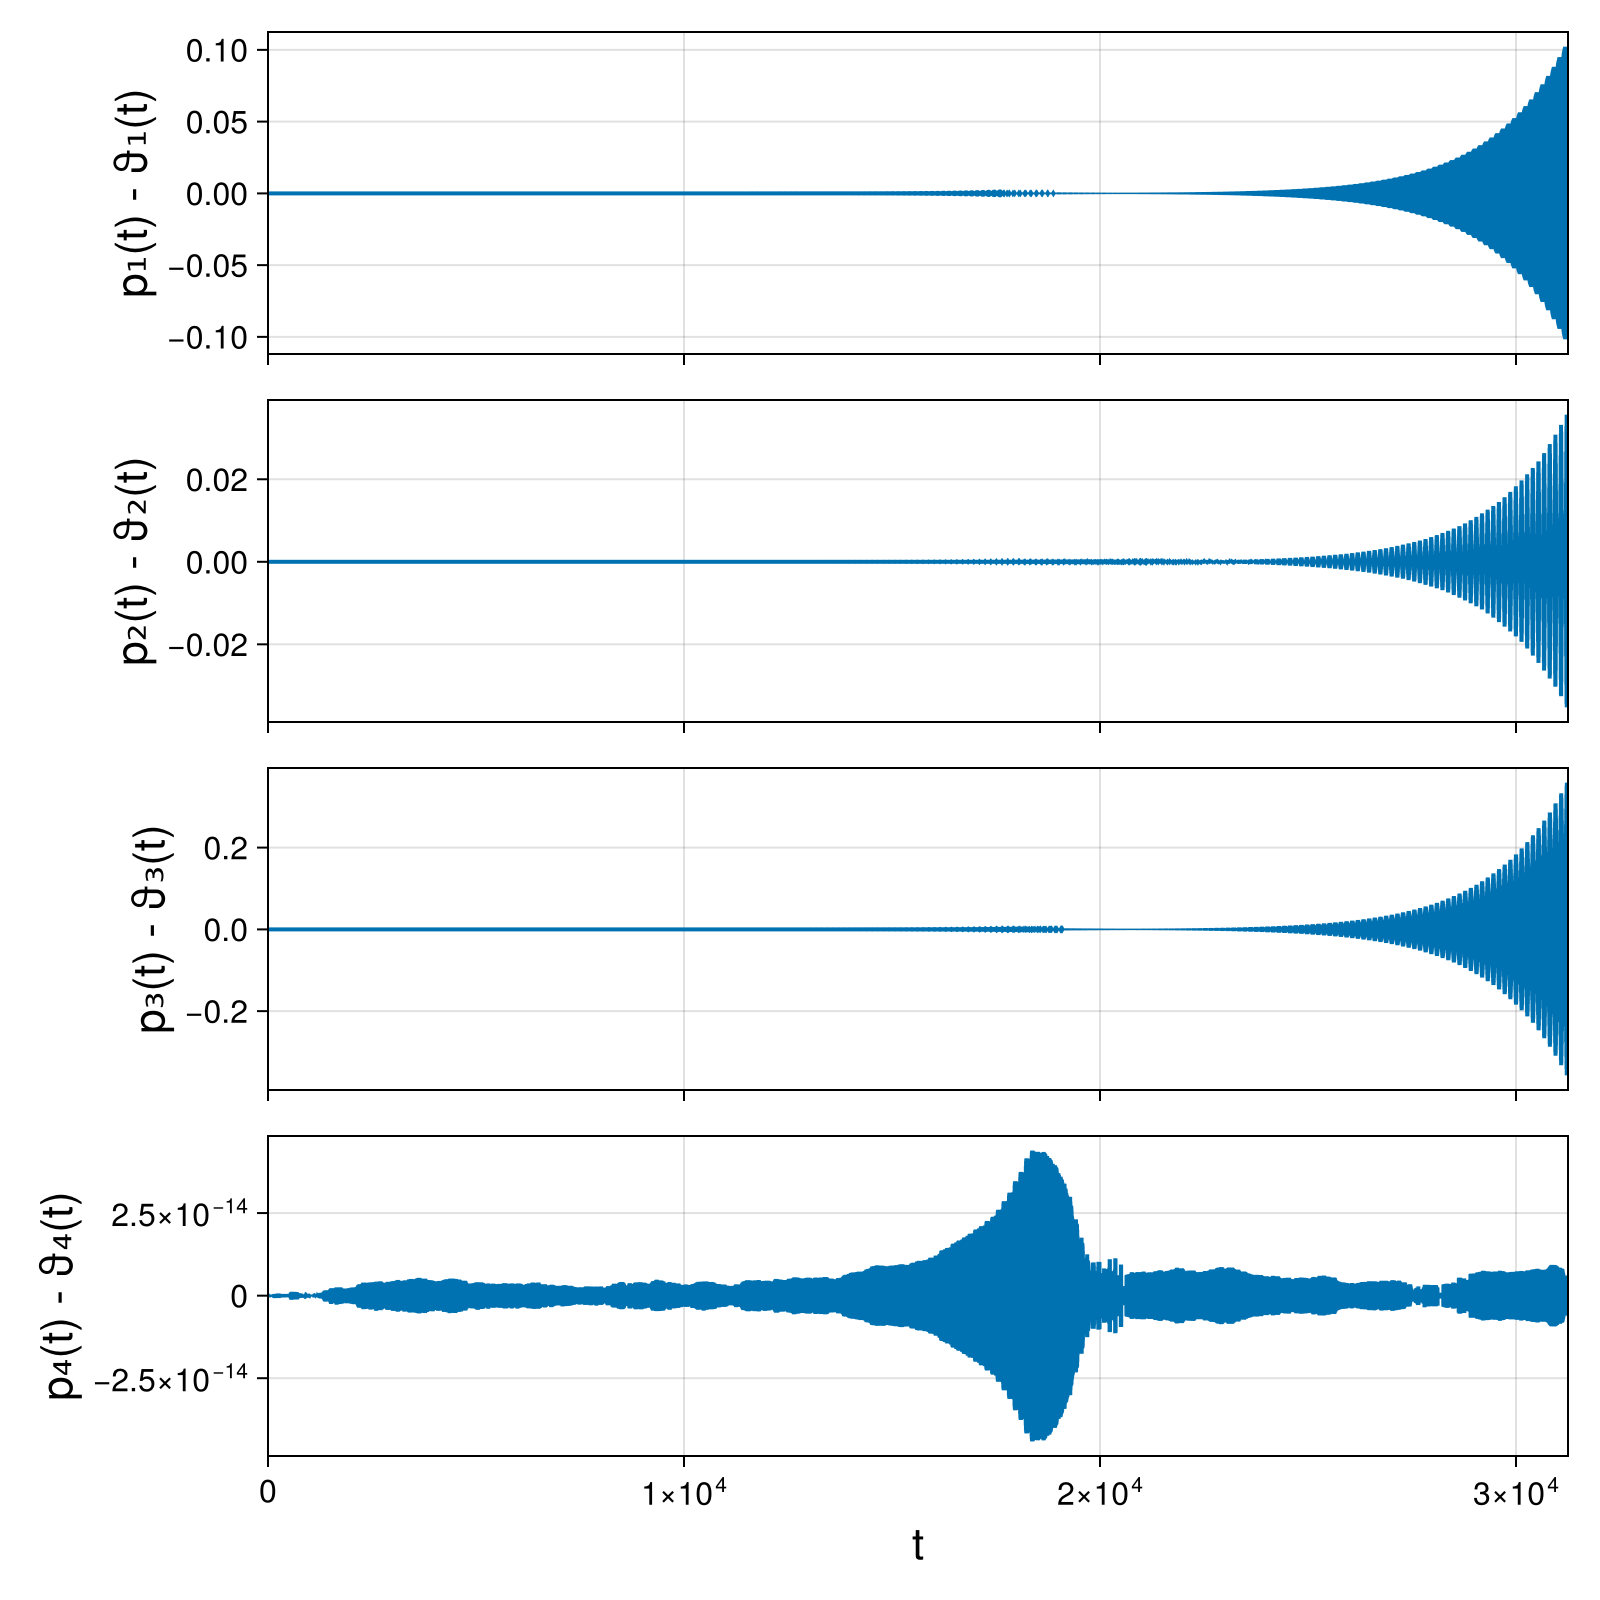 p₁(t) - ϑ₁(t)
0.10
0.05
0.00
−0.05
−0.10
p₂(t) - ϑ₂(t)
0.02
0.00
−0.02
p₃(t) - ϑ₃(t)
0.2
0.0
−0.2
p₄(t) - ϑ₄(t)
2.5×10⁻¹⁴
0
−2.5×10⁻¹⁴
0 1×10⁴ 2×10⁴ 3×10⁴
t